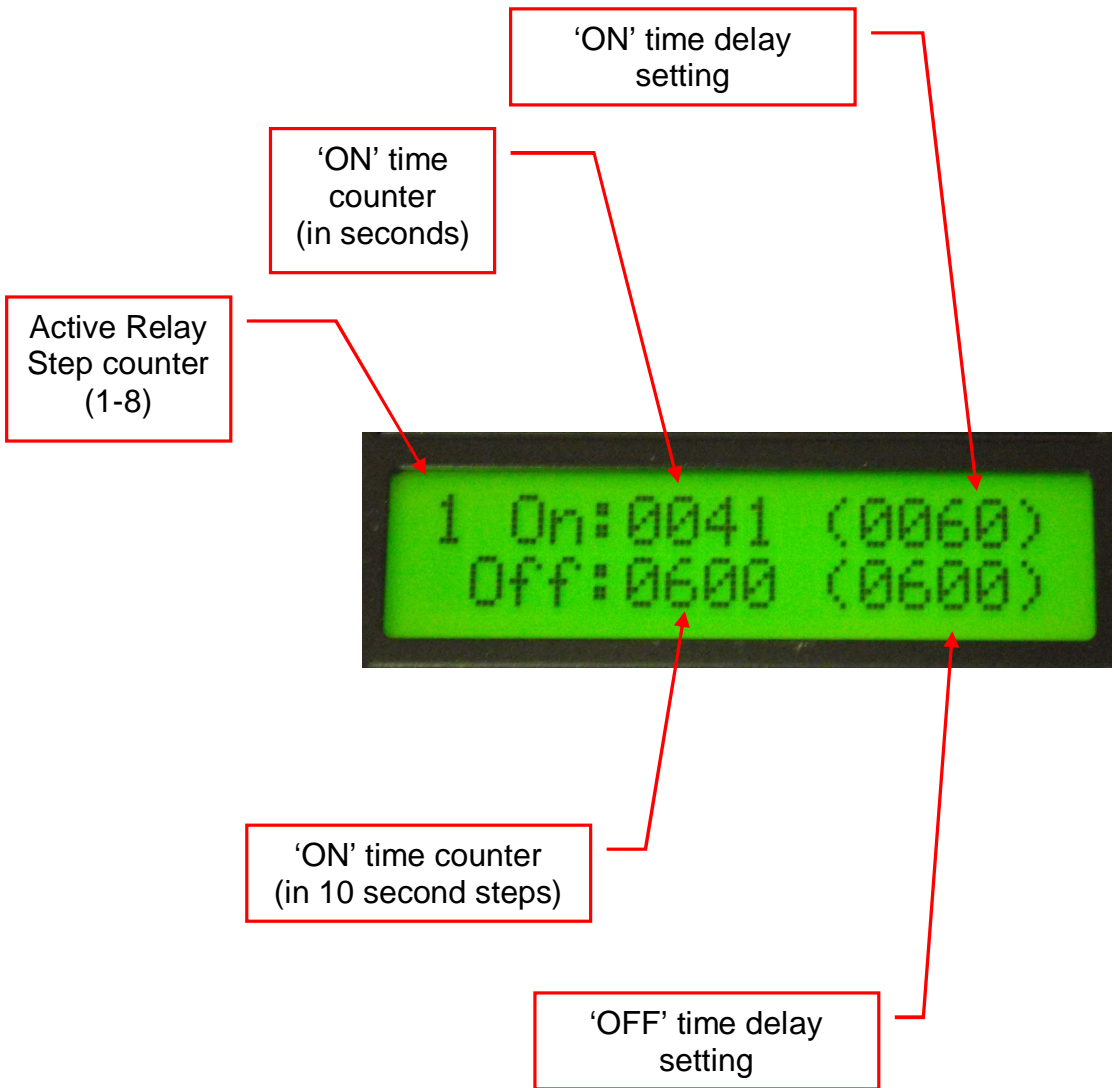 ‘ON’ time delay
setting
‘ON’ time
counter
(in seconds)
Active Relay
Step counter
(1-8)
1 On:0041 (0060)
Off:0600 (0600)
‘ON’ time counter
(in 10 second steps)
‘OFF’ time delay
setting